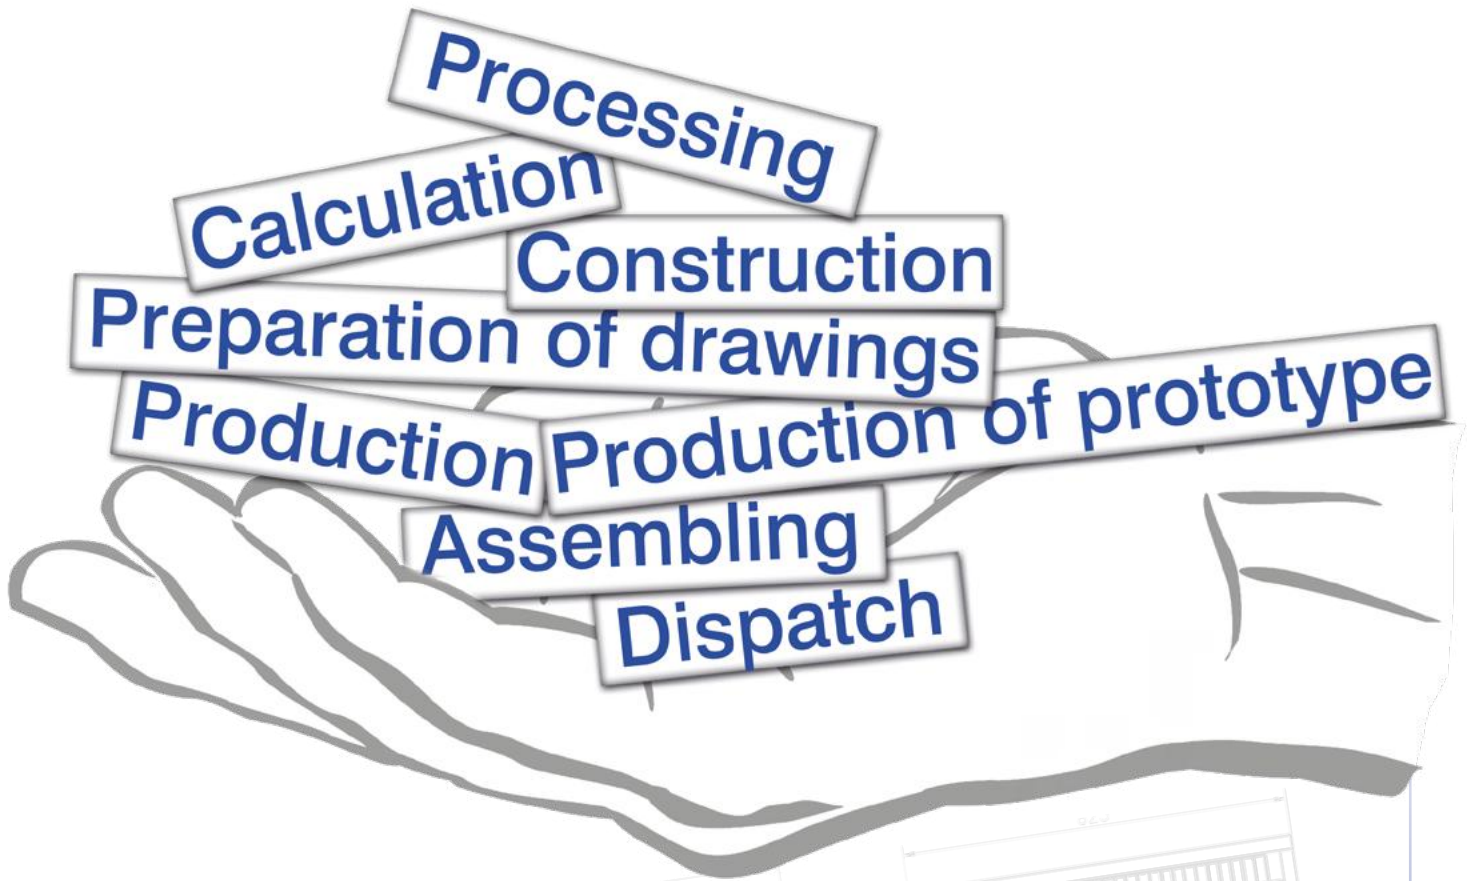 Processing
Calculation
Construction
Preparation of drawings
Production
Production of prototype
Assembling
Dispatch